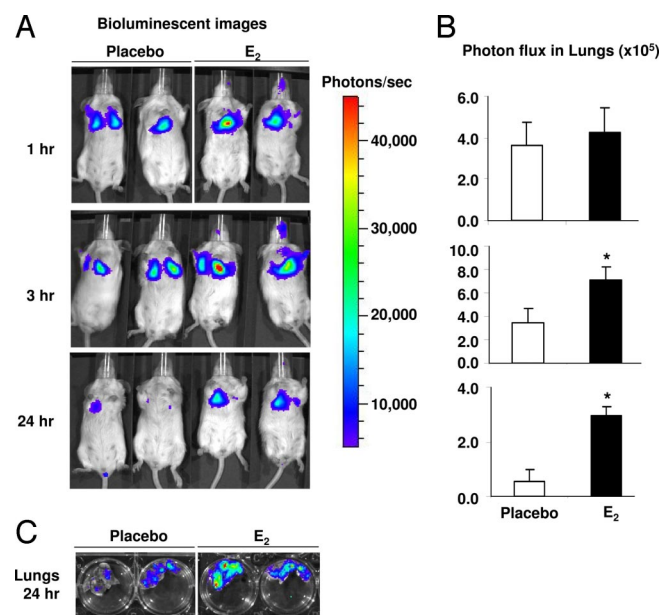 A
Bioluminescent images
Placebo
E₂
1 hr
3 hr
24 hr
Photons/sec
40,000
30,000
20,000
10,000
B
Photon flux in Lungs (x10⁵)
6.0
4.0
4.0
0.0
10.0
8.0
6.0
4.0
2.0
0.0
*
4.0
2.0
0.0
*
Placebo
E₂
C
Placebo
E₂
Lungs
24 hr